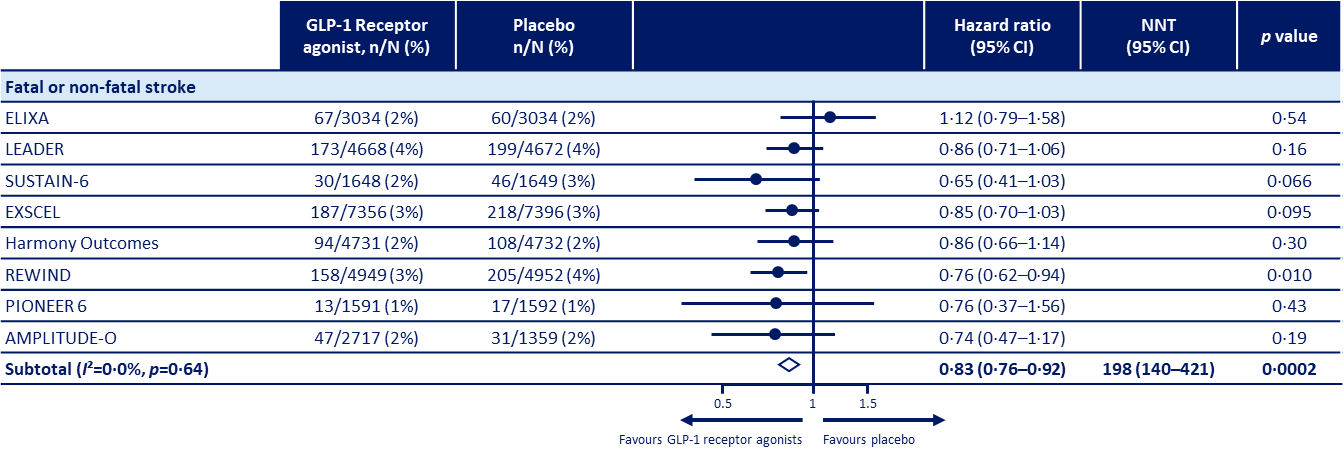 GLP-1 Receptor agonist, n/N (%) Placebo n/N (%) Hazard ratio (95% CI) NNT (95% CI) p value
Fatal or non-fatal stroke
ELIXA 67/3034 (2%) 60/3034 (2%) 1·12 (0·79–1·58) 0·54
LEADER 173/4668 (4%) 199/4672 (4%) 0·86 (0·71–1·06) 0·16
SUSTAIN-6 30/1648 (2%) 46/1649 (3%) 0·65 (0·41–1·03) 0·066
EXSCEL 187/7356 (3%) 218/7396 (3%) 0·85 (0·70–1·03) 0·095
Harmony Outcomes 94/4731 (2%) 108/4732 (2%) 0·86 (0·66–1·14) 0·30
REWIND 158/4949 (3%) 205/4952 (4%) 0·76 (0·62–0·94) 0·010
PIONEER 6 13/1591 (1%) 17/1592 (1%) 0·76 (0·37–1·56) 0·43
AMPLITUDE-O 47/2717 (2%) 31/1359 (2%) 0·74 (0·47–1·17) 0·19
Subtotal (I²=0·0%, p=0·64) 0·83 (0·76–0·92) 198 (140–421) 0·0002
0.5 1 1.5
Favours GLP-1 receptor agonists Favours placebo